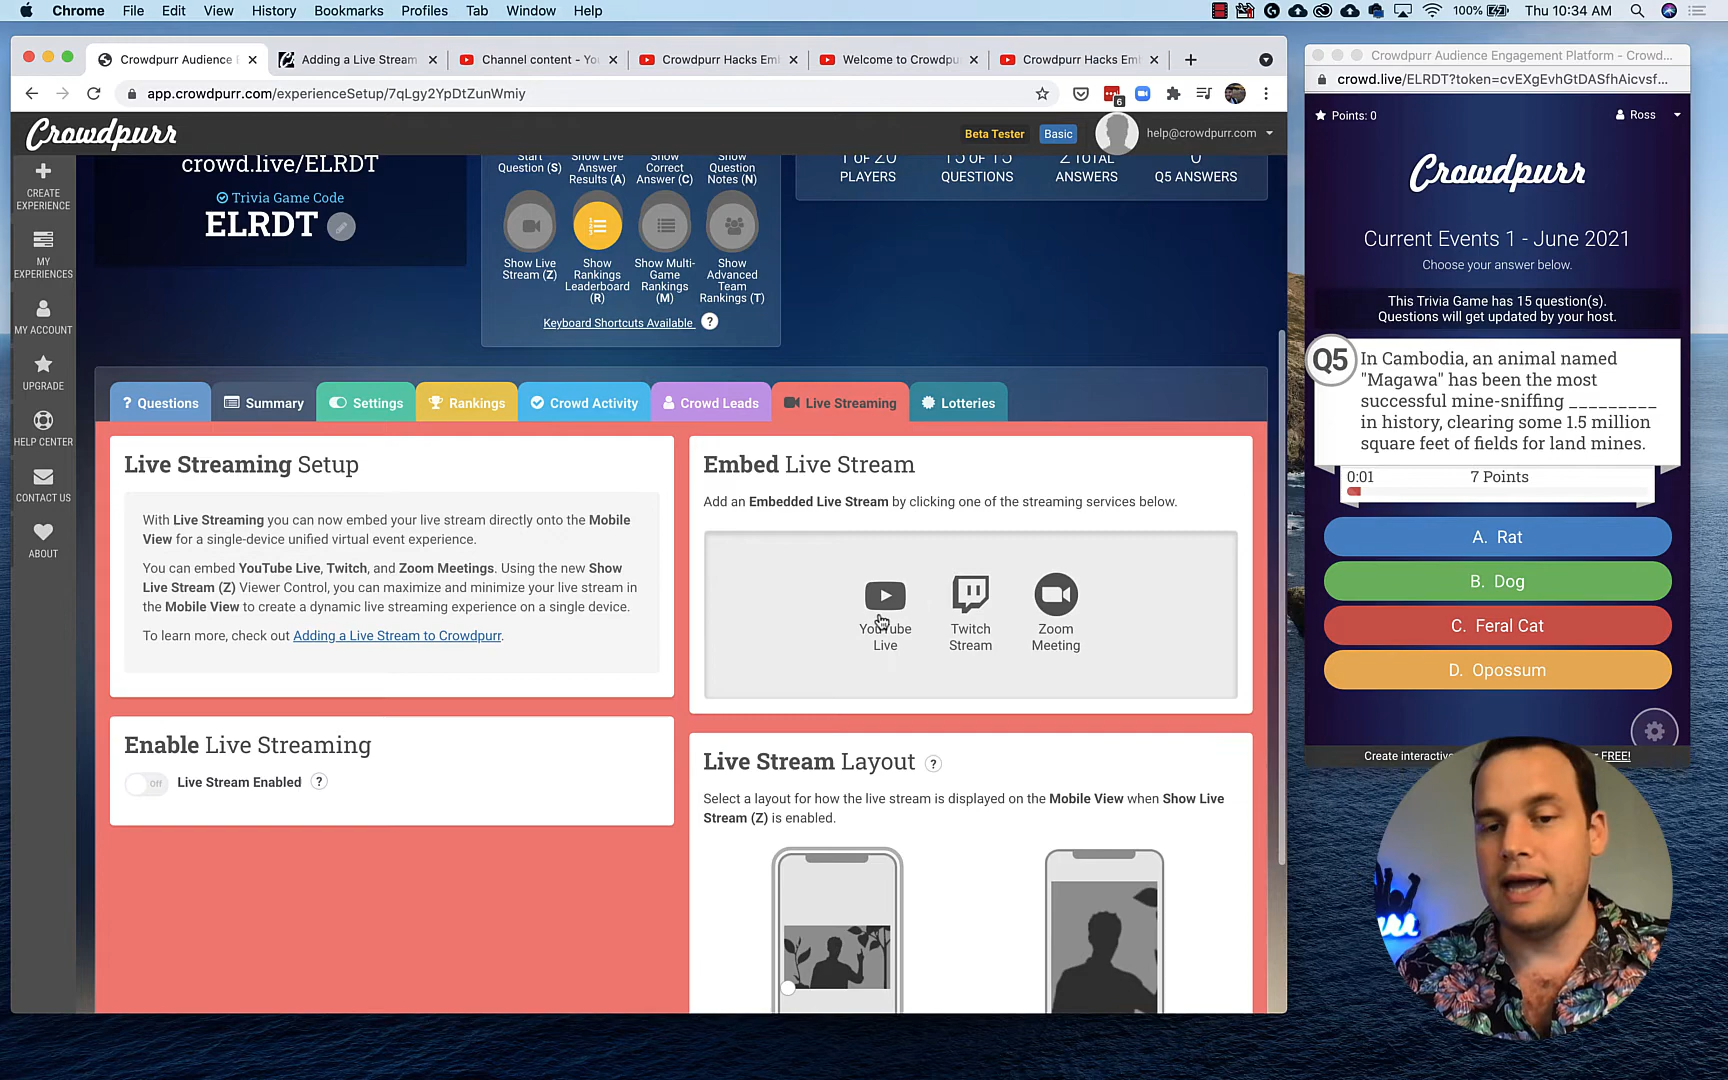 Chrome File Edit View History Bookmarks Profiles Tab Window Help
100% Thu 10:34 AM
Crowdpurr Audience E
Adding a Live Stream
Channel content - Yo
Crowdpurr Hacks Em
Welcome to Crowdpu
Crowdpurr Hacks Em
app.crowdpurr.com/experienceSetup/7qLgy2YpDtZunWmiy
6
Crowdpurr
Beta Tester Basic help@crowdpurr.com
CREATE
EXPERIENCE
MY
EXPERIENCES
MY ACCOUNT
UPGRADE
HELP CENTER
CONTACT US
ABOUT
crowd.live/ELRDT
Trivia Game Code
ELRDT
Start
Question (S)
Show Live
Answer
Results (A)
Show
Correct
Answer (C)
Show
Question
Notes (N)
Show Live
Stream (Z)
Show
Rankings
Leaderboard
(R)
Show Multi-
Game
Rankings
(M)
Show
Advanced
Team
Rankings (T)
Keyboard Shortcuts Available ?
1 OF 20
PLAYERS
15 OF 15
QUESTIONS
2 TOTAL
ANSWERS
0
Q5 ANSWERS
? Questions
Summary
Settings
Rankings
Crowd Activity
Crowd Leads
Live Streaming
Lotteries
Live Streaming Setup
With Live Streaming you can now embed your live stream directly onto the Mobile
View for a single-device unified virtual event experience.
You can embed YouTube Live, Twitch, and Zoom Meetings. Using the new Show
Live Stream (Z) Viewer Control, you can maximize and minimize your live stream in
the Mobile View to create a dynamic live streaming experience on a single device.
To learn more, check out Adding a Live Stream to Crowdpurr.
Enable Live Streaming
Off Live Stream Enabled ?
Embed Live Stream
Add an Embedded Live Stream by clicking one of the streaming services below.
YouTube
Live
Twitch
Stream
Zoom
Meeting
Live Stream Layout ?
Select a layout for how the live stream is displayed on the Mobile View when Show Live
Stream (Z) is enabled.
Crowdpurr Audience Engagement Platform - Crowd...
crowd.live/ELRDT?token=cvEXgEvhGtDASfhAicvsf...
Points: 0 Ross
Crowdpurr
Current Events 1 - June 2021
Choose your answer below.
This Trivia Game has 15 question(s).
Questions will get updated by your host.
Q5
In Cambodia, an animal named
"Magawa" has been the most
successful mine-sniffing _________
in history, clearing some 1.5 million
square feet of fields for land mines.
0:01 7 Points
A. Rat
B. Dog
C. Feral Cat
D. Opossum
Create interactiv
FREE!